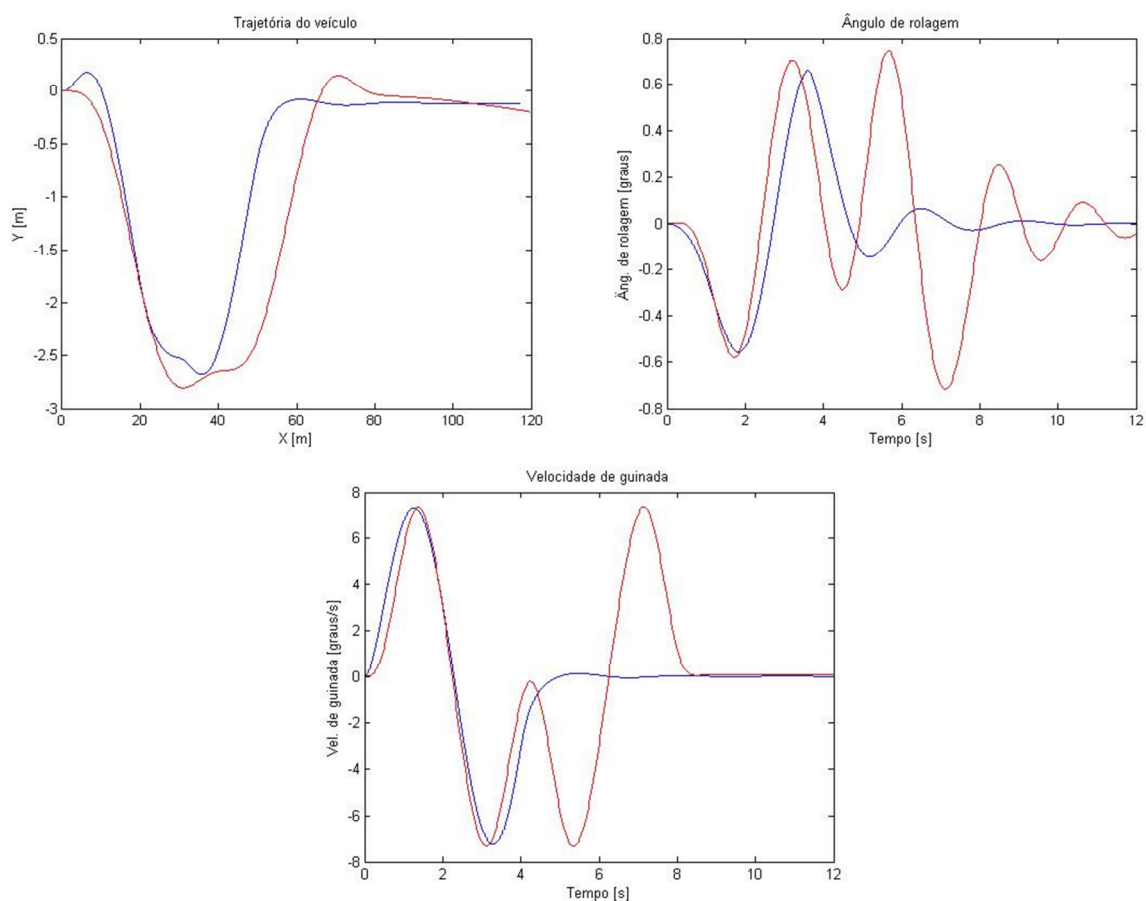 Trajetória do veículo
0.5
0
-0.5
-1
-1.5
-2
-2.5
-3
Y [m]
0 20 40 60 80 100 120
X [m]
Ângulo de rolagem
0.8
0.6
0.4
0.2
0
-0.2
-0.4
-0.6
-0.8
Äng. de rolagem [graus]
0 2 4 6 8 10 12
Tempo [s]
Velocidade de guinada
8
6
4
2
0
-2
-4
-6
-8
Vel. de guinada [graus/s]
0 2 4 6 8 10 12
Tempo [s]